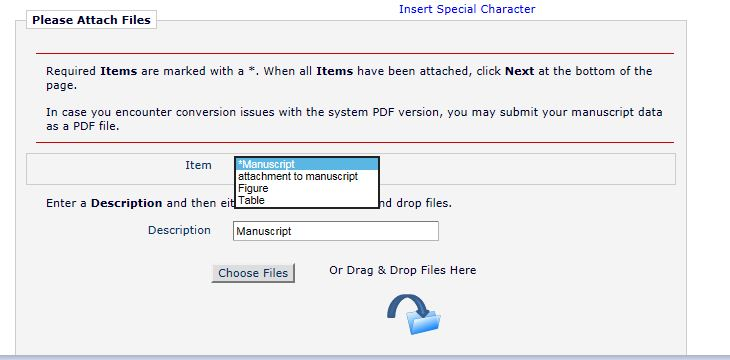 Insert Special Character
Please Attach Files
Required Items are marked with a *. When all Items have been attached, click Next at the bottom of the
page.
In case you encounter conversion issues with the system PDF version, you may submit your manuscript data
as a PDF file.
Item
*Manuscript
attachment to manuscript
Figure
Table
Enter a Description and then eit nd drop files.
Description
Manuscript
Choose Files
Or Drag & Drop Files Here